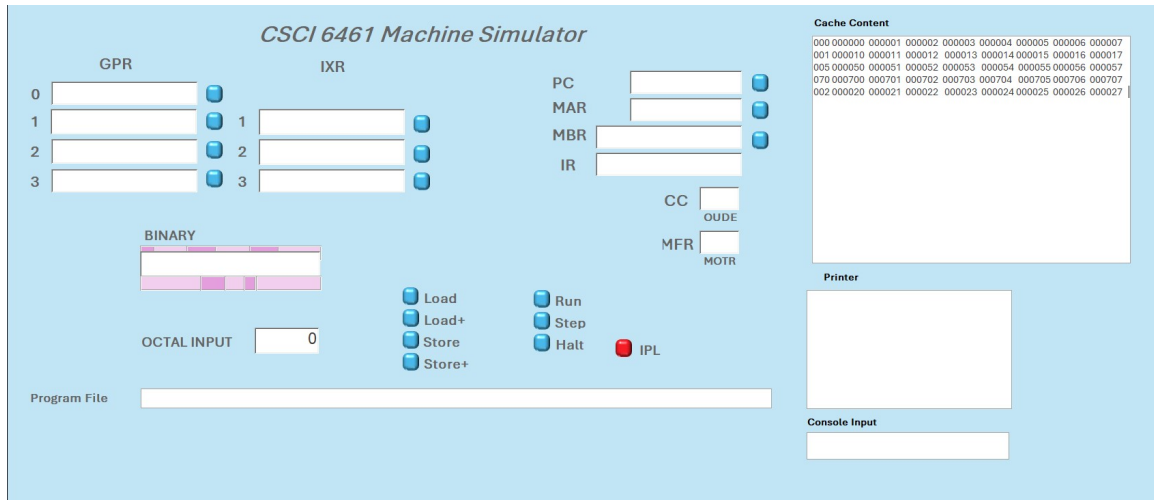 CSCI 6461 Machine Simulator
GPR
IXR
0
1
2
3
1
2
3
PC
MAR
MBR
IR
CC
OUDE
MFR
MOTR
BINARY
OCTAL INPUT 0
Load
Load+
Store
Store+
Run
Step
Halt
IPL
Program File
Cache Content
000 000000 000001 000002 000003 000004 000005 000006 000007
001 000010 000011 000012 000013 000014 000015 000016 000017
005 000050 000051 000052 000053 000054 000055 000056 000057
070 000700 000701 000702 000703 000704 000705 000706 000707
002 000020 000021 000022 000023 000024 000025 000026 000027
Printer
Console Input